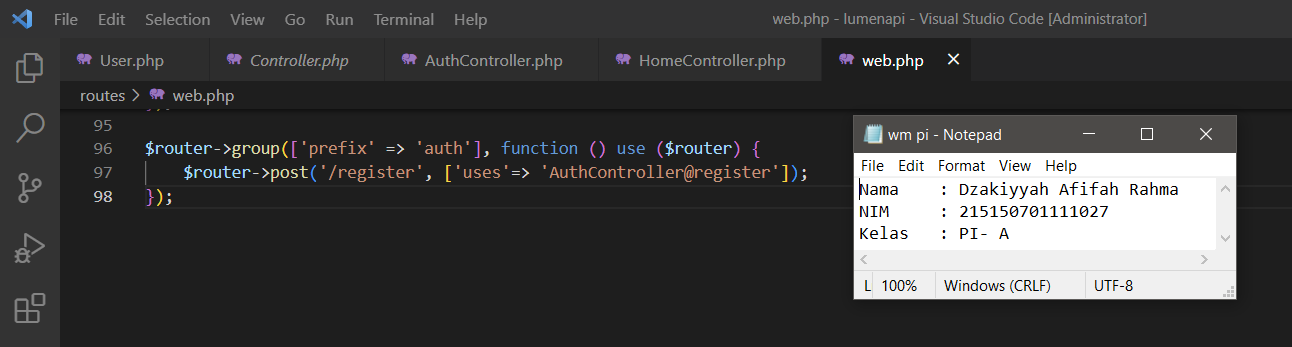 File Edit Selection View Go Run Terminal Help
web.php - lumenapi - Visual Studio Code [Administrator]
User.php
Controller.php
AuthController.php
HomeController.php
web.php
routes > web.php
95
96 $router->group(['prefix' => 'auth'], function () use ($router) {
97 $router->post('/register', ['uses'=> 'AuthController@register']);
98 });
wm pi - Notepad
File Edit Format View Help
Nama : Dzakiyyah Afifah Rahma
NIM : 215150701111027
Kelas : PI- A
L 100% Windows (CRLF) UTF-8